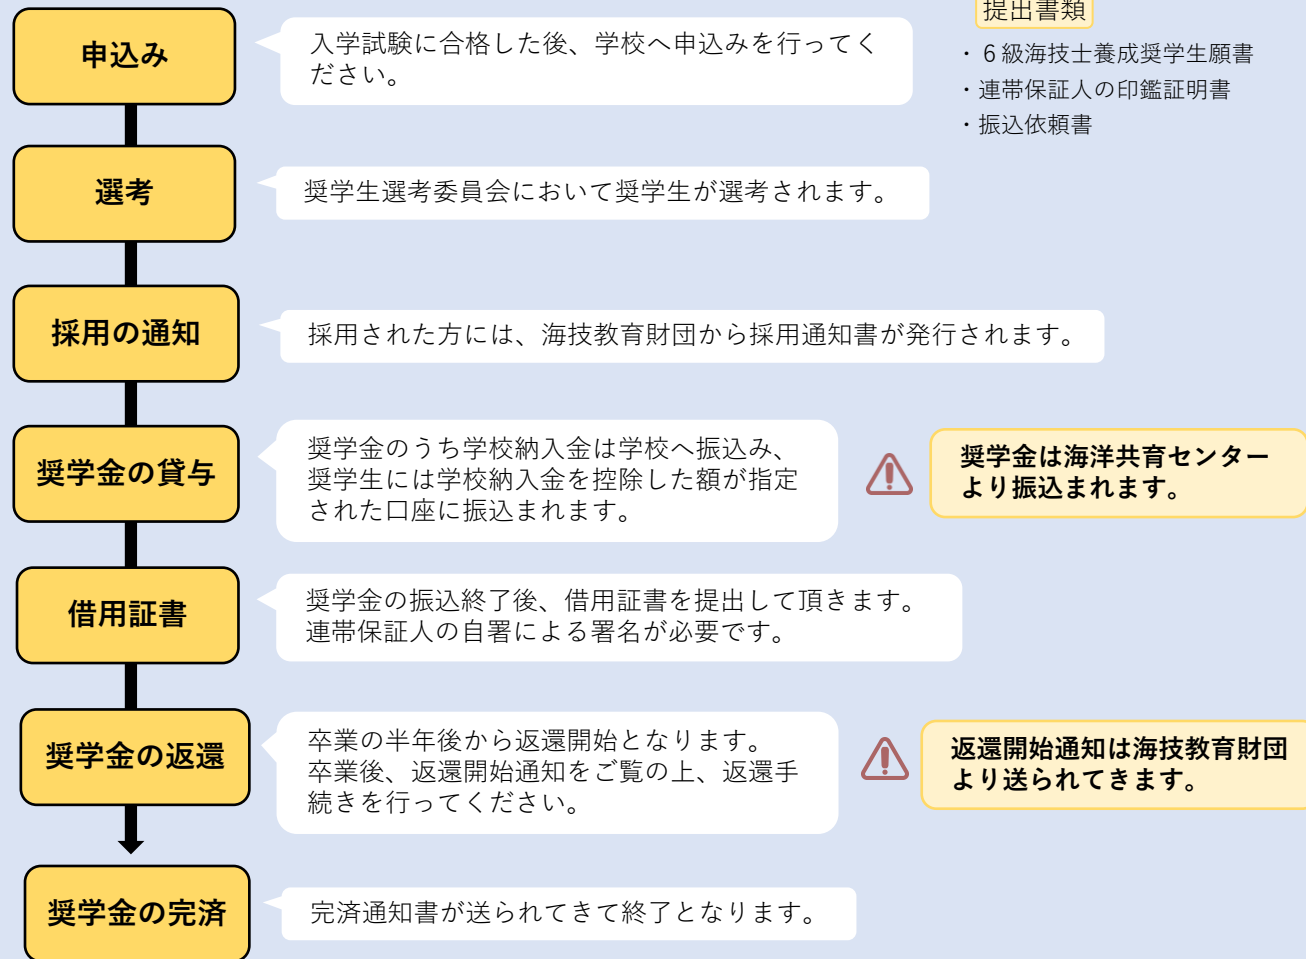 提出書類
・６級海技士養成奨学生願書
・連帯保証人の印鑑証明書
・振込依頼書
申込み
入学試験に合格した後、学校へ申込みを行ってく
ださい。
選考
奨学生選考委員会において奨学生が選考されます。
採用の通知
採用された方には、海技教育財団から採用通知書が発行されます。
奨学金の貸与
奨学金のうち学校納入金は学校へ振込み、
奨学生には学校納入金を控除した額が指定
された口座に振込まれます。
奨学金は海洋共育センター
より振込まれます。
借用証書
奨学金の振込終了後、借用証書を提出して頂きます。
連帯保証人の自署による署名が必要です。
奨学金の返還
卒業の半年後から返還開始となります。
卒業後、返還開始通知をご覧の上、返還手
続きを行ってください。
返還開始通知は海技教育財団
より送られてきます。
奨学金の完済
完済通知書が送られてきて終了となります。